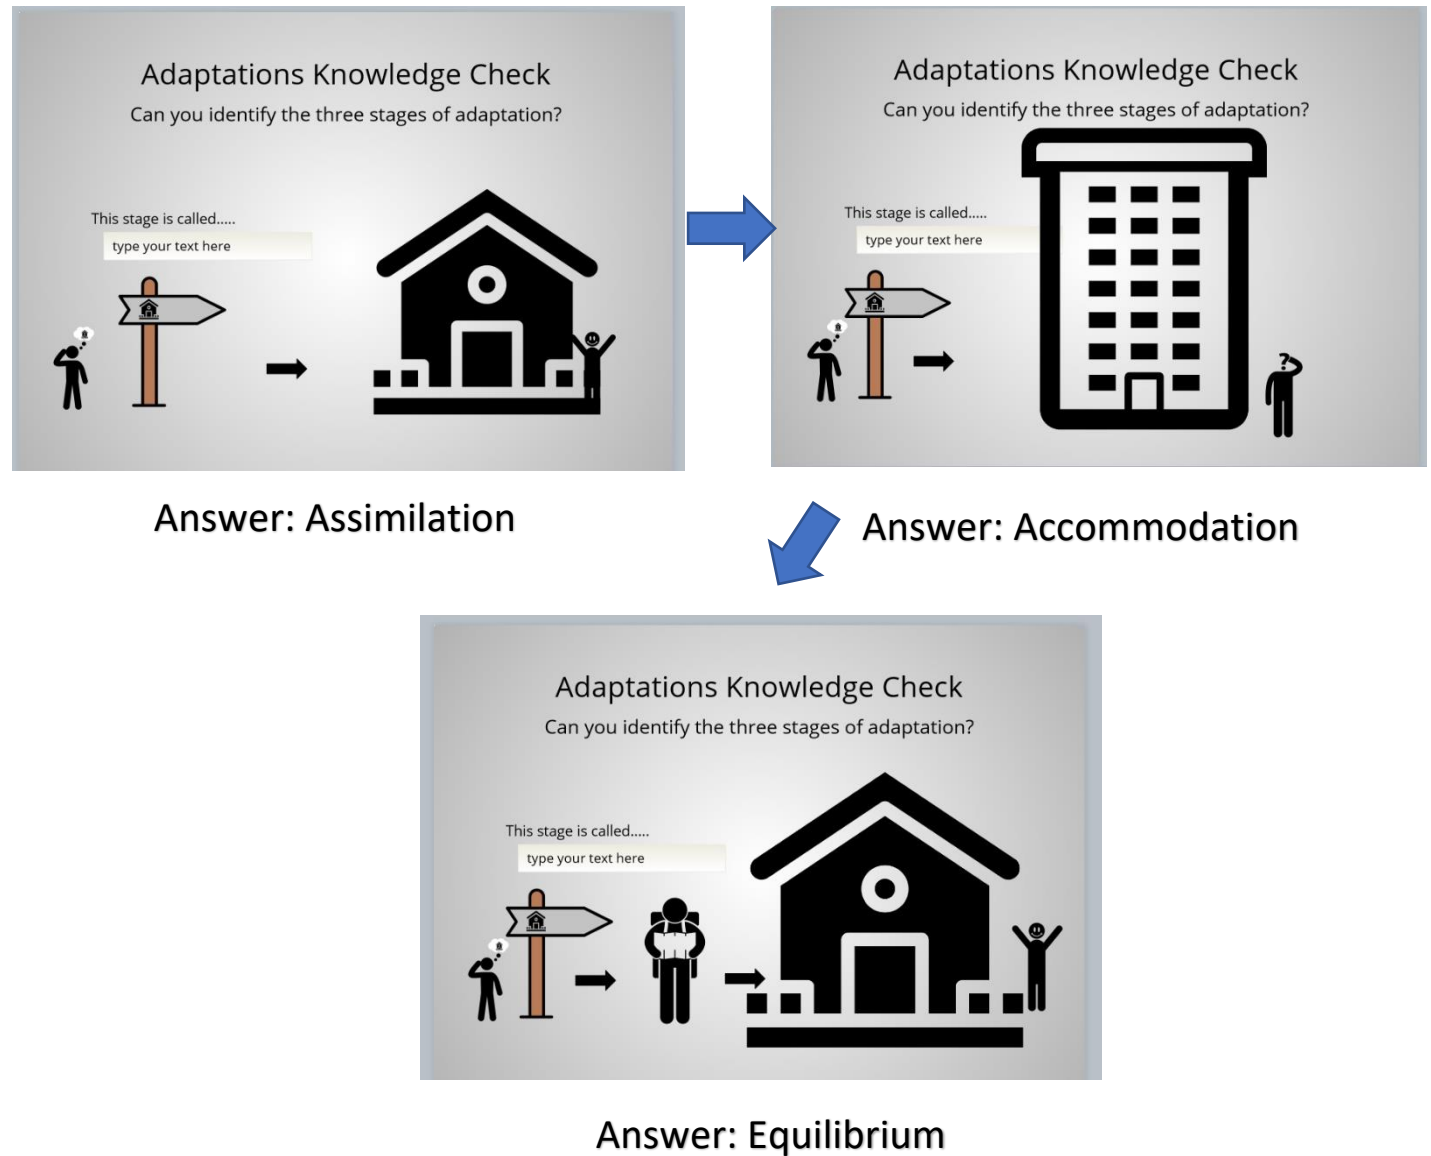 Adaptations Knowledge Check
Can you identify the three stages of adaptation?
This stage is called.....
type your text here
Answer: Assimilation
Adaptations Knowledge Check
Can you identify the three stages of adaptation?
This stage is called.....
type your text here
?
Answer: Accommodation
Adaptations Knowledge Check
Can you identify the three stages of adaptation?
This stage is called.....
type your text here
Answer: Equilibrium